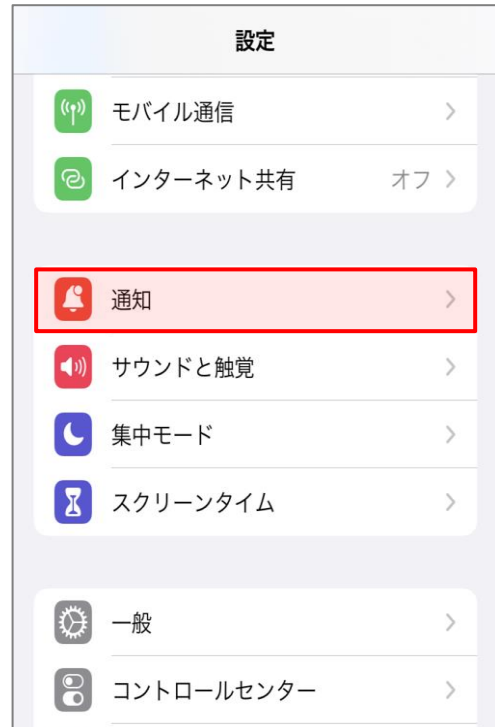 設定
モバイル通信
インターネット共有 オフ
通知
サウンドと触覚
集中モード
スクリーンタイム
一般
コントロールセンター